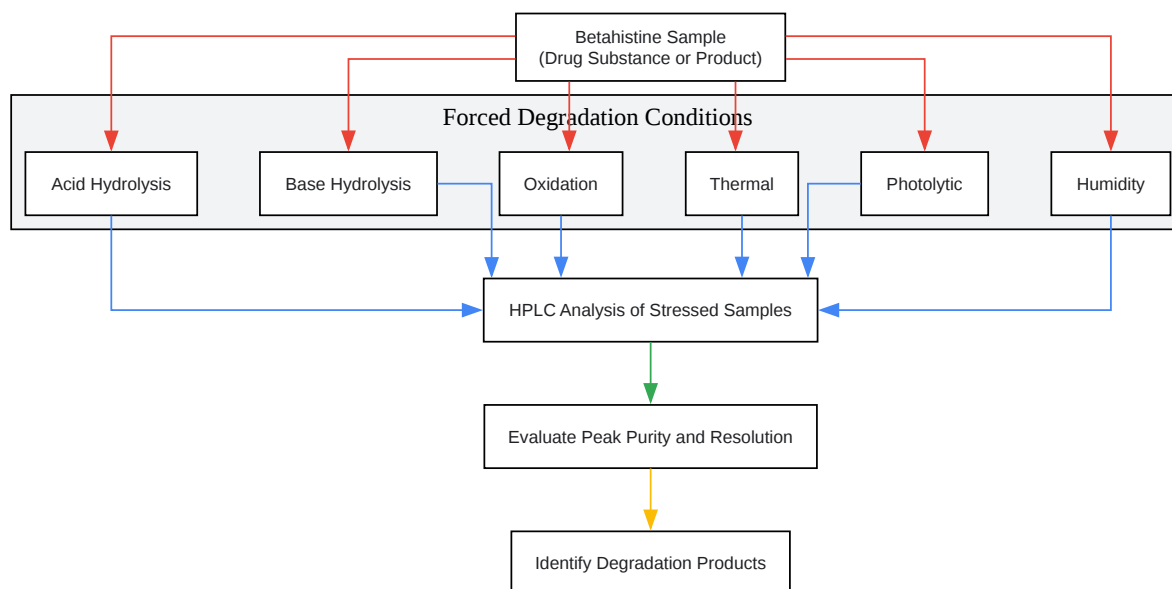 Betahistine Sample
(Drug Substance or Product)
Forced Degradation Conditions
Acid Hydrolysis
Base Hydrolysis
Oxidation
Thermal
Photolytic
Humidity
HPLC Analysis of Stressed Samples
Evaluate Peak Purity and Resolution
Identify Degradation Products